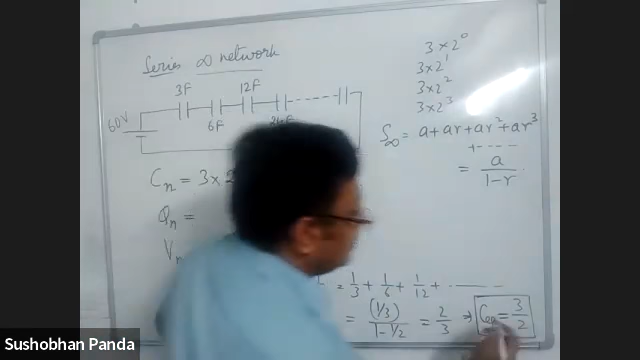 Series ∞ network
3F 12F
60V 6F 24F
3 × 2⁰
3 × 2¹
3 × 2²
3 × 2³
S∞ = a + ar + ar² + ar³
+ - - - -
= a/(1-r)
Cₙ = 3 × 2
Qₙ =
Vₙ
= 1/3 + 1/6 + 1/12 + ------
= (1/3)/(1-1/2) = 2/3 ⇒ Ceq = 3/2
Sushobhan Panda